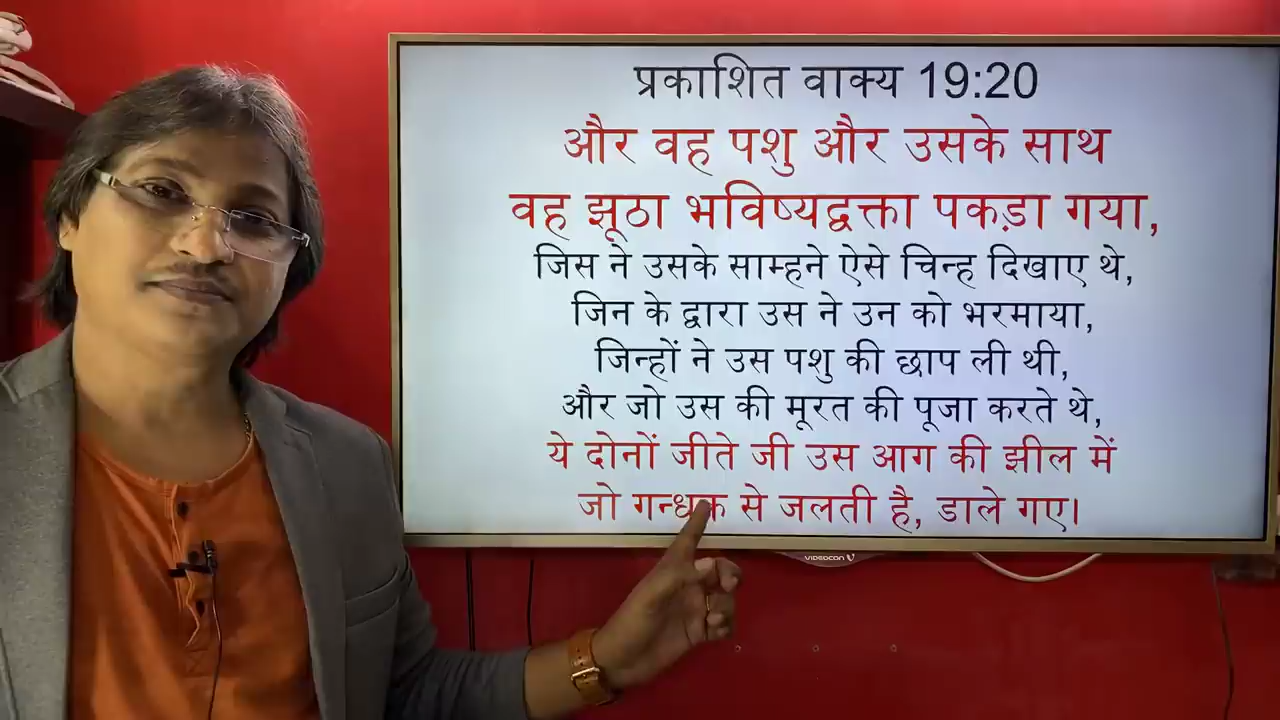 प्रकाशित वाक्य 19:20
और वह पशु और उसके साथ
वह झूठा भविष्यद्वक्ता पकड़ा गया,
जिस ने उसके साम्हने ऐसे चिन्ह दिखाए थे,
जिन के द्वारा उस ने उन को भरमाया,
जिन्हों ने उस पशु की छाप ली थी,
और जो उस की मूरत की पूजा करते थे,
ये दोनों जीते जी उस आग की झील में
जो गन्धक से जलती है, डाले गए।
VIDEOCON